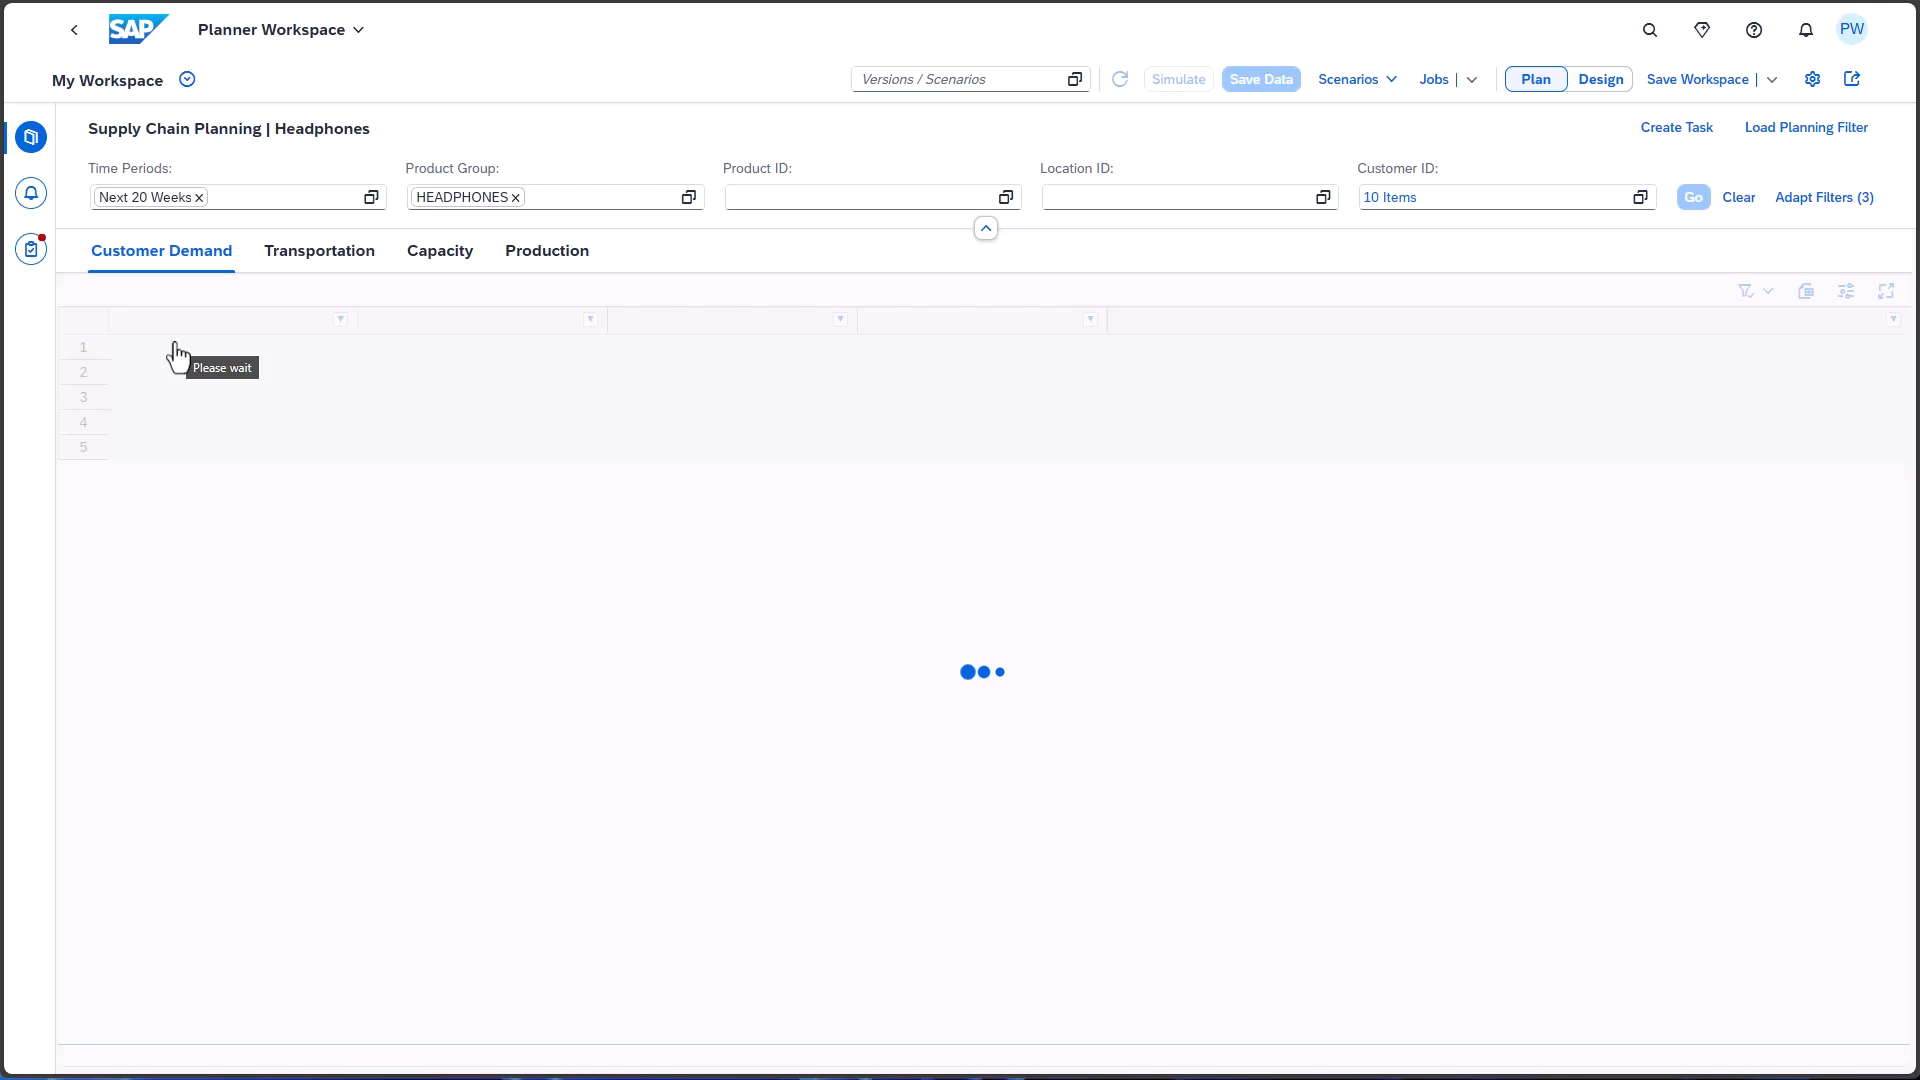 SAP Planner Workspace PW
My Workspace Versions / Scenarios Simulate Save Data Scenarios Jobs Plan Design Save Workspace
Supply Chain Planning | Headphones Create Task Load Planning Filter
Time Periods: Product Group: Product ID: Location ID: Customer ID:
Next 20 Weeks HEADPHONES 10 Items Go Clear Adapt Filters (3)
Customer Demand Transportation Capacity Production
1
Please wait
2
3
4
5